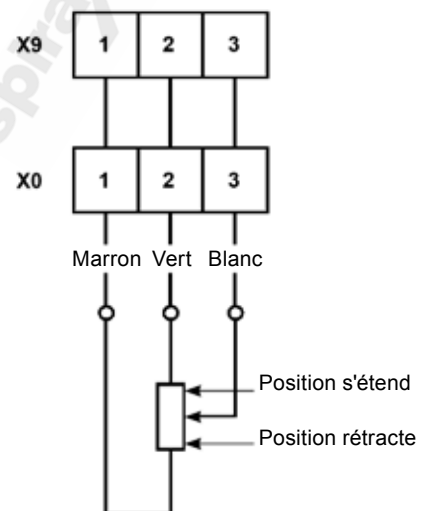 X9 1 2 3
X0 1 2 3
Marron Vert Blanc
Position s'étend
Position rétracte